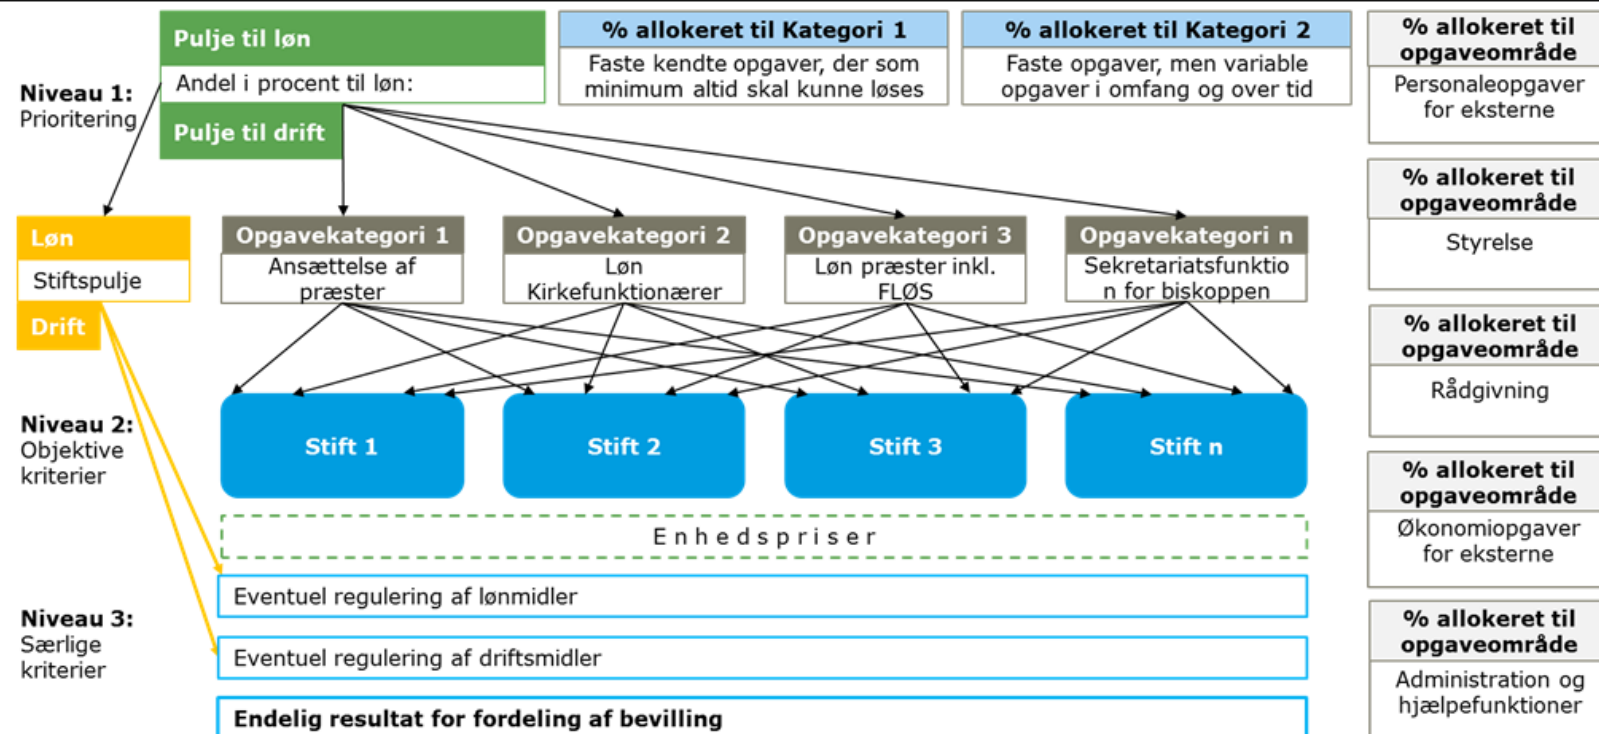 Pulje til løn
Andel i procent til løn:
Pulje til drift
% allokeret til Kategori 1
Faste kendte opgaver, der som
minimum altid skal kunne løses
% allokeret til Kategori 2
Faste opgaver, men variable
opgaver i omfang og over tid
% allokeret til
opgaveområde
Personaleopgaver
for eksterne
Niveau 1:
Prioritering
% allokeret til
opgaveområde
Styrelse
Løn
Stiftspulje
Drift
Opgavekategori 1
Ansættelse af
præster
Opgavekategori 2
Løn
Kirkefunktionærer
Opgavekategori 3
Løn præster inkl.
FLØS
Opgavekategori n
Sekretariatsfunktio
n for biskoppen
% allokeret til
opgaveområde
Rådgivning
Niveau 2:
Objektive
kriterier
Stift 1
Stift 2
Stift 3
Stift n
% allokeret til
opgaveområde
Økonomiopgaver
for eksterne
Enhedspriser
Eventuel regulering af lønmidler
Niveau 3:
Særlige
kriterier
Eventuel regulering af driftsmidler
Endelig resultat for fordeling af bevilling
% allokeret til
opgaveområde
Administration og
hjælpefunktioner